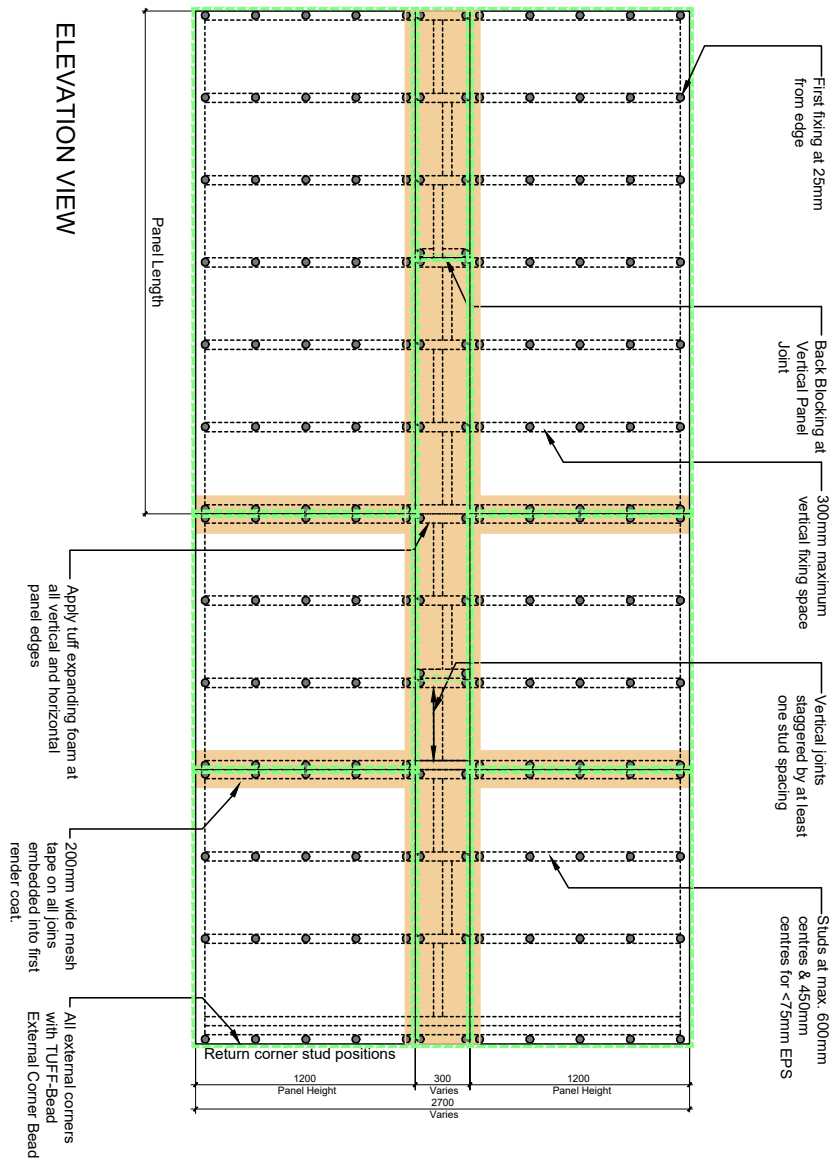 First fixing at 25mm
from edge
Back Blocking at
Vertical Panel
Joint
300mm maximum
vertical fixing space
Vertical joints
staggered by at least
one stud spacing
Studs at max. 600mm
centres & 450mm
centres for <75mm EPS
Panel Length
Apply tuff expanding foam at
all vertical and horizontal
panel edges
200mm wide mesh
tape on all joins
embedded into first
render coat.
All external corners
with TUFF-Bead
External Corner Bead
Return corner stud positions
1200
Panel Height
300
Varies
1200
Panel Height
2700
Varies
ELEVATION VIEW